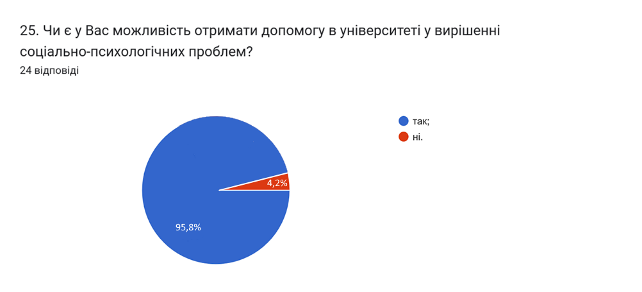 25. Чи є у Вас можливість отримати допомогу в університеті у вирішенні
соціально-психологічних проблем?
24 відповіді
так;
ні.
4,2%
95,8%